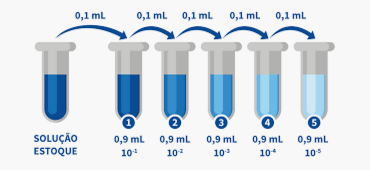 0,1 mL 0,1 mL 0,1 mL 0,1 mL 0,1 mL
1 2 3 4 5
SOLUÇÃO
ESTOQUE
0,9 mL 0,9 mL 0,9 mL 0,9 mL 0,9 mL
10⁻¹ 10⁻² 10⁻³ 10⁻⁴ 10⁻⁵